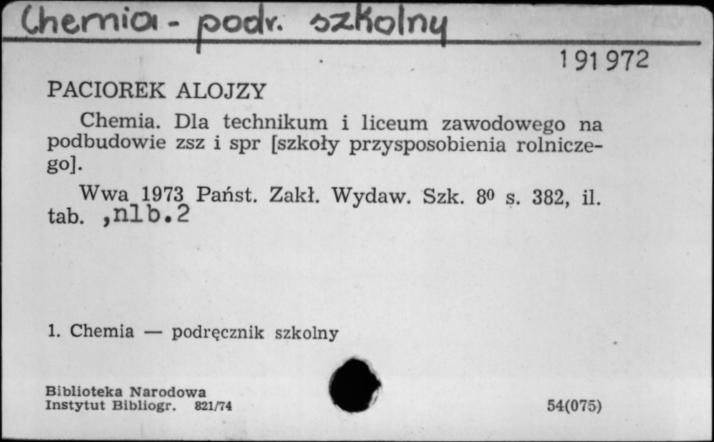 Chemia - podr. szkolny
191972
PACIOREK ALOJZY
Chemia. Dla technikum i liceum zawodowego na
podbudowie zsz i spr [szkoły przysposobienia rolnicze-
go].
Wwa 1973 Państ. Zakł. Wydaw. Szk. 8⁰ s. 382, il.
tab. ,nlb.2
1. Chemia — podręcznik szkolny
Biblioteka Narodowa
Instytut Bibliogr. 821/74
54(075)